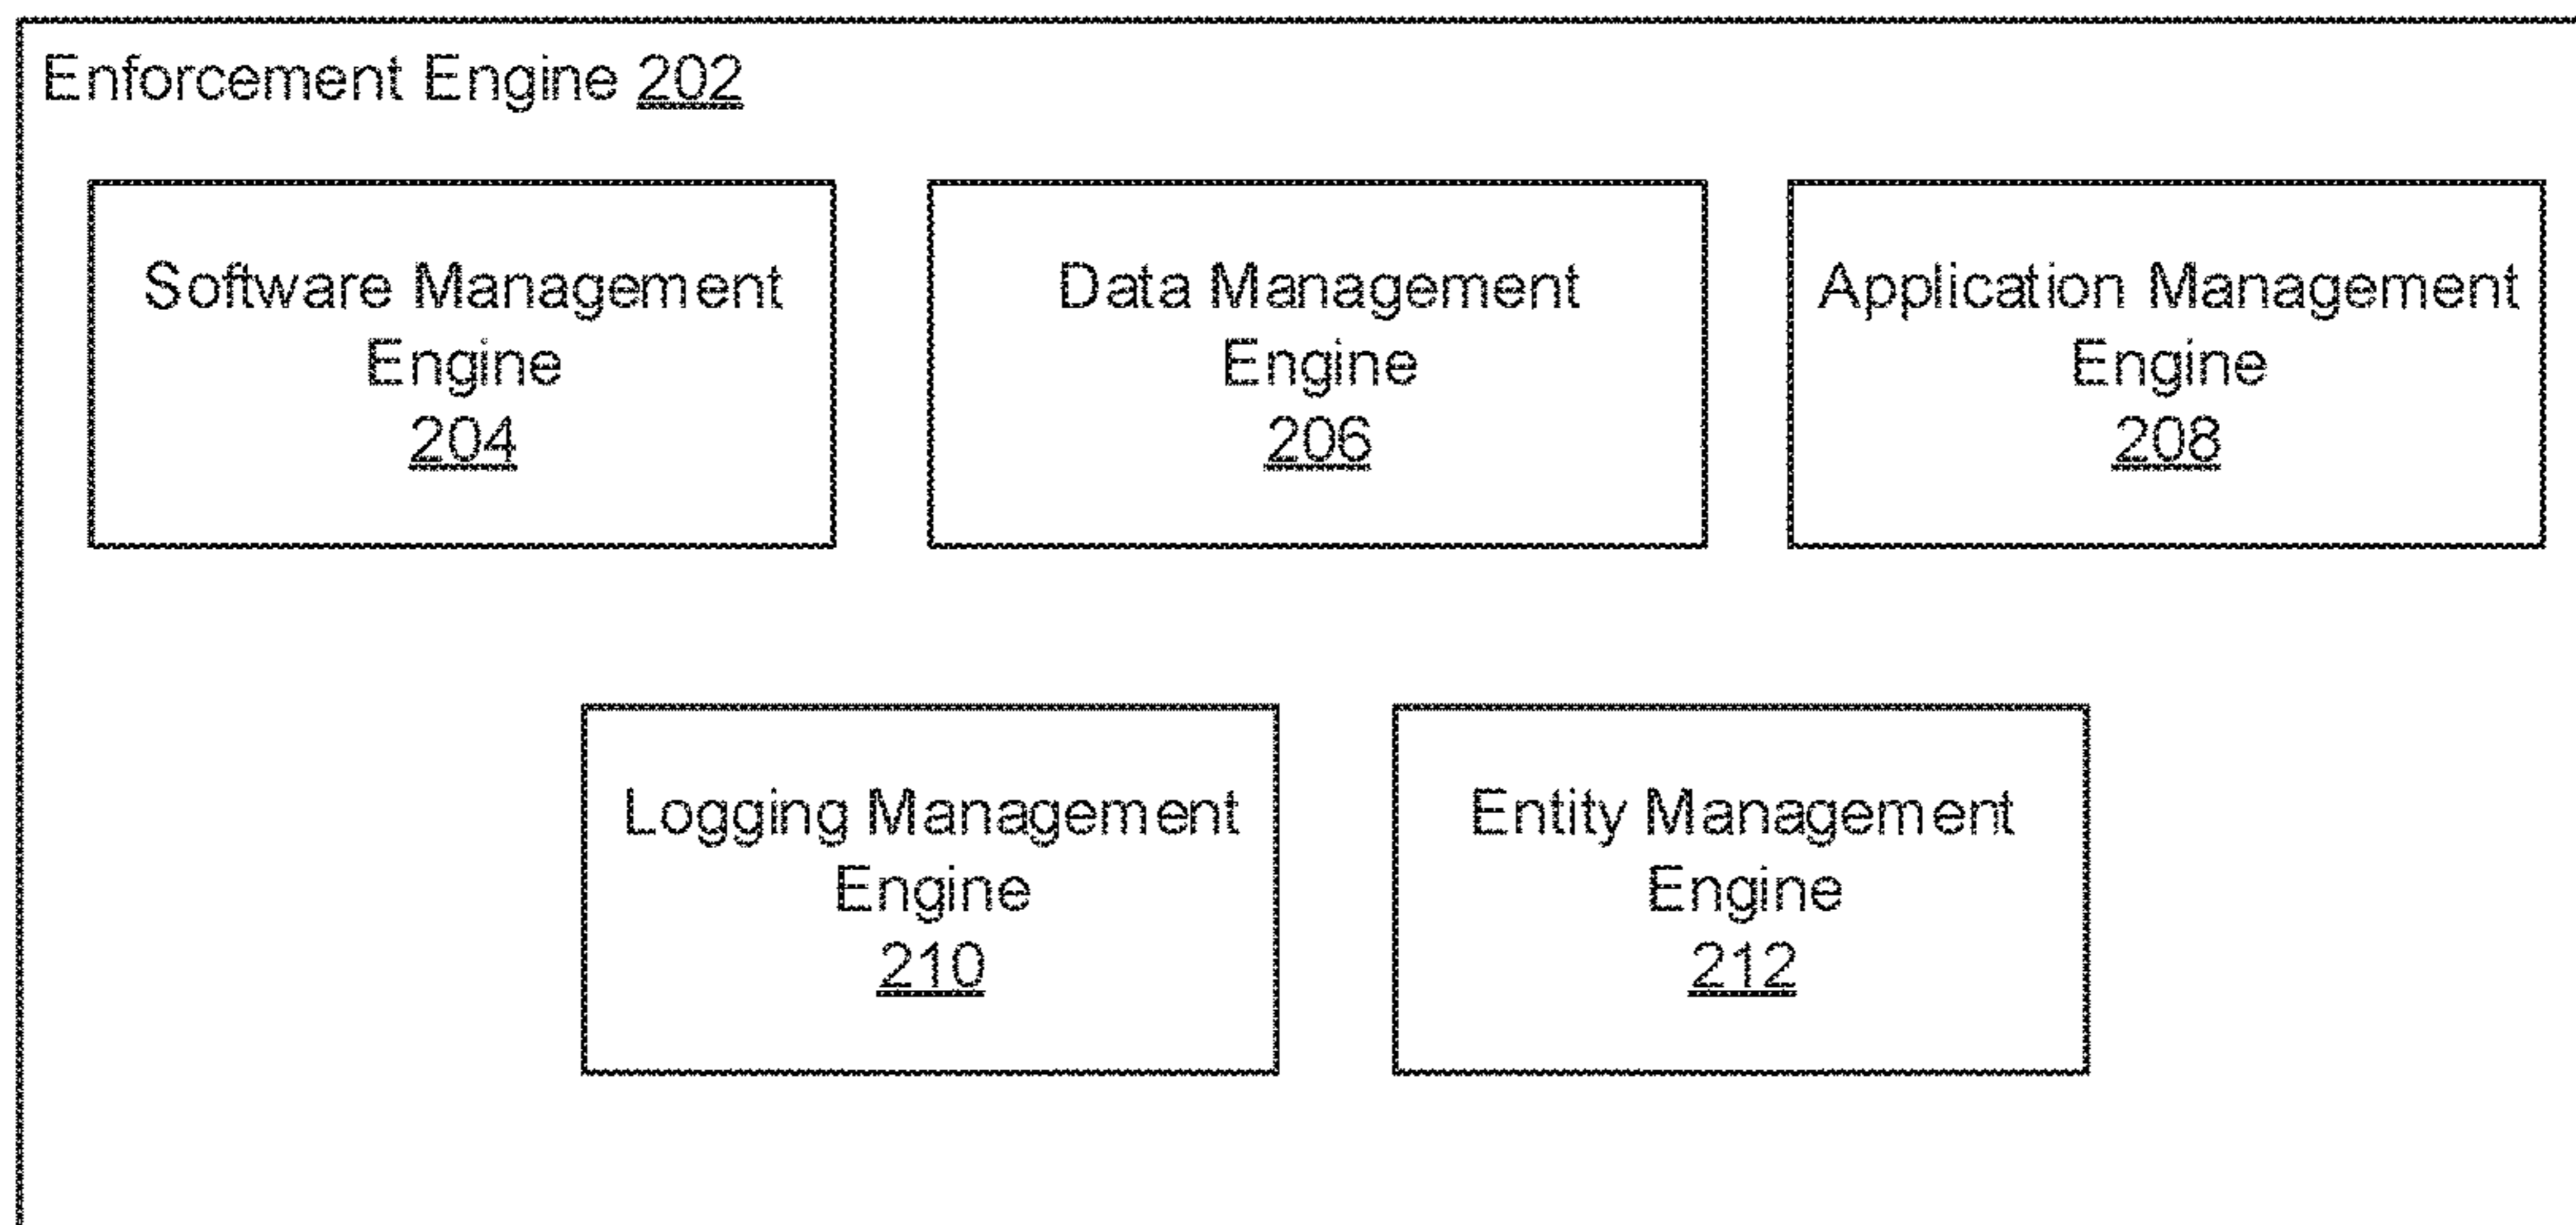 Enforcement Engine 202
Software Management
Engine
204
Data Management
Engine
206
Application Management
Engine
208
Logging Management
Engine
210
Entity Management
Engine
212